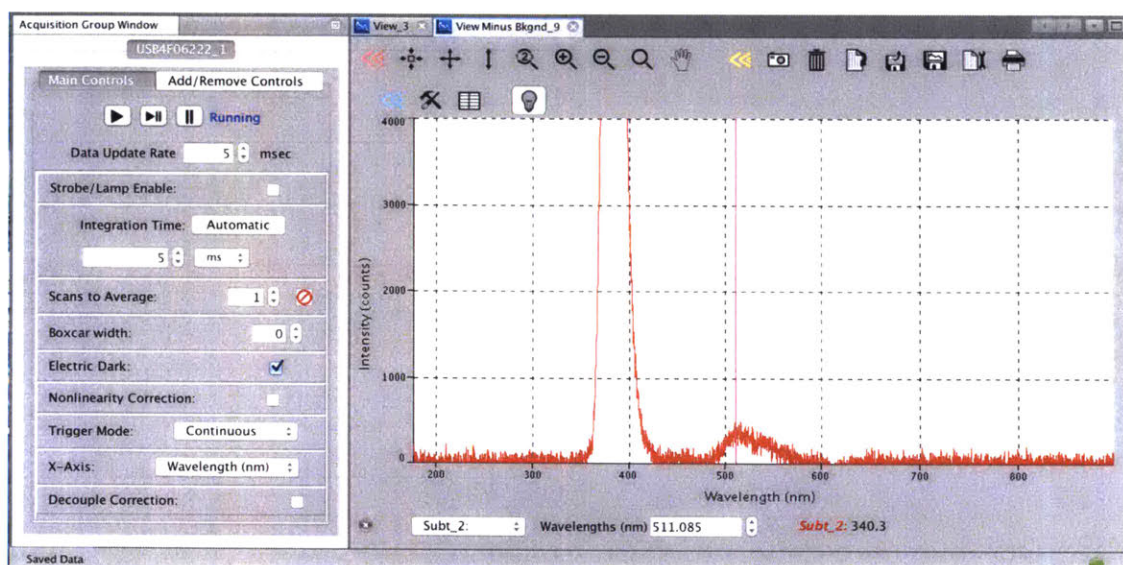 Acquisition Group Window
USB4F06222_1
Main Controls
Add/Remove Controls
Running
Data Update Rate 5 msec
Strobe/Lamp Enable:
Integration Time: Automatic
5 ms
Scans to Average: 1
Boxcar width: 0
Electric Dark:
Nonlinearity Correction:
Trigger Mode: Continuous
X-Axis: Wavelength (nm)
Decouple Correction:
View_3
View Minus Bkgnd_9
Intensity (counts)
4000
3000
2000
1000
0
200 300 400 500 600 700 800
Wavelength (nm)
Subt_2: Wavelengths (nm) 511.085 Subt_2: 340.3
Saved Data